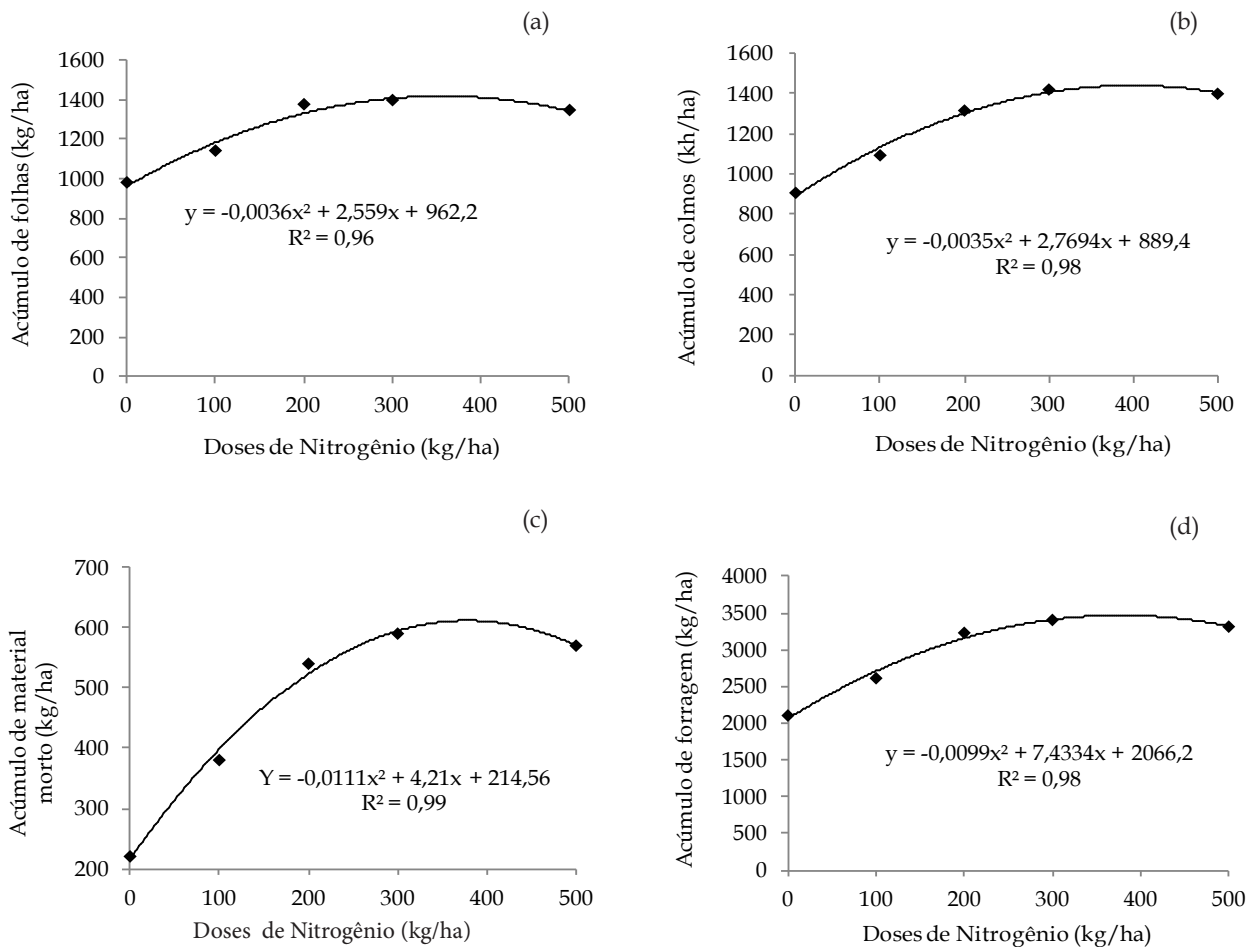 (a)
1600
1400
1200
1000
800
600
400
200
0
0 100 200 300 400 500
Acúmulo de folhas (kg/ha)
y = -0,0036x² + 2,559x + 962,2
R² = 0,96
Doses de Nitrogênio (kg/ha)
(b)
1600
1400
1200
1000
800
600
400
200
0
0 100 200 300 400 500
Acúmulo de colmos (kh/ha)
y = -0,0035x² + 2,7694x + 889,4
R² = 0,98
Doses de Nitrogênio (kg/ha)
(c)
700
600
500
400
300
200
0 100 200 300 400 500
Acúmulo de material
morto (kg/ha)
Y = -0,0111x² + 4,21x + 214,56
R² = 0,99
Doses de Nitrogênio (kg/ha)
(d)
4000
3500
3000
2500
2000
1500
1000
500
0
0 100 200 300 400 500
Acúmulo de forragem (kg/ha)
y = -0,0099x² + 7,4334x + 2066,2
R² = 0,98
Doses de Nitrogênio (kg/ha)